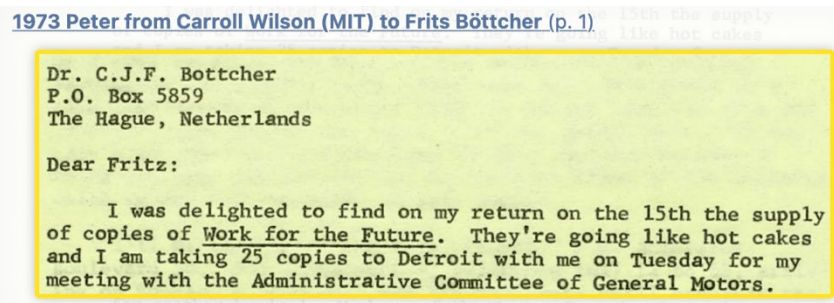 1973 Peter from Carroll Wilson (MIT) to Frits Böttcher (p. 1)
Dr. C.J.F. Bottcher
P.O. Box 5859
The Hague, Netherlands
Dear Fritz:
I was delighted to find on my return on the 15th the supply
of copies of Work for the Future. They're going like hot cakes
and I am taking 25 copies to Detroit with me on Tuesday for my
meeting with the Administrative Committee of General Motors.